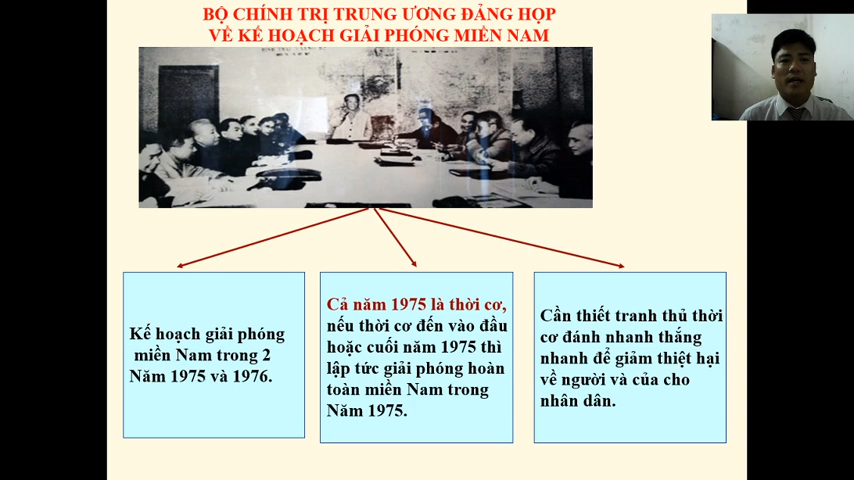 BỘ CHÍNH TRỊ TRUNG ƯƠNG ĐẢNG HỌP
VỀ KẾ HOẠCH GIẢI PHÓNG MIỀN NAM
Kế hoạch giải phóng
miền Nam trong 2
Năm 1975 và 1976.
Cả năm 1975 là thời cơ,
nếu thời cơ đến vào đầu
hoặc cuối năm 1975 thì
lập tức giải phóng hoàn
toàn miền Nam trong
Năm 1975.
Cần thiết tranh thủ thời
cơ đánh nhanh thắng
nhanh để giảm thiệt hại
về người và của cho
nhân dân.